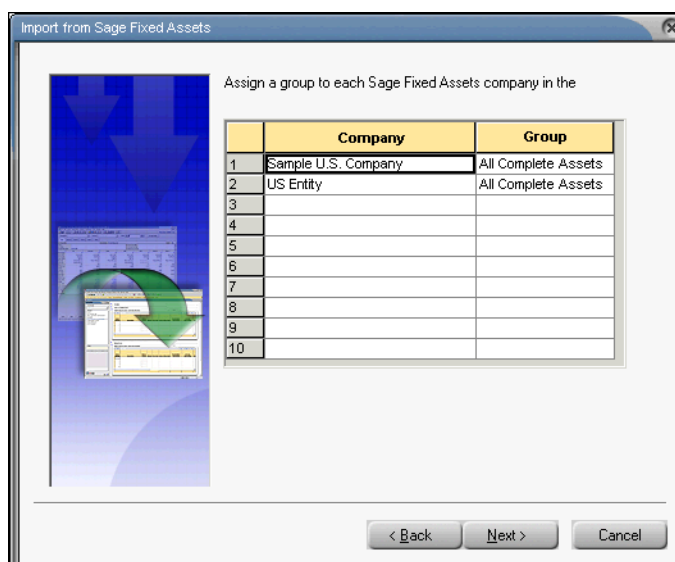 Import from Sage Fixed Assets
Assign a group to each Sage Fixed Assets company in the
Company Group
1 Sample U.S. Company All Complete Assets
2 US Entity All Complete Assets
3
4
5
6
7
8
9
10
< Back Next > Cancel